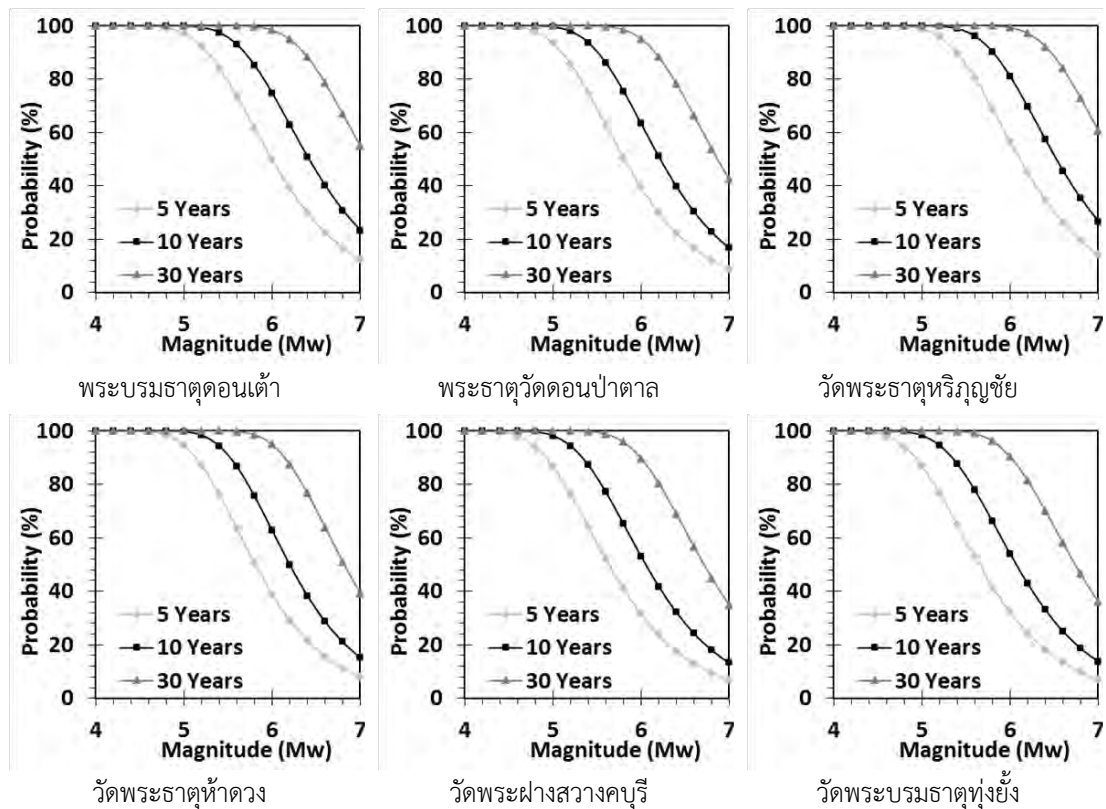 100
80
60
40
20
0
Probability (%)
5 Years
10 Years
30 Years
4 5 6 7
Magnitude (Mw)
พระบรมธาตุดอนเต้า
100
80
60
40
20
0
Probability (%)
5 Years
10 Years
30 Years
4 5 6 7
Magnitude (Mw)
พระธาตุวัดดอนป่าตาล
100
80
60
40
20
0
Probability (%)
5 Years
10 Years
30 Years
4 5 6 7
Magnitude (Mw)
วัดพระธาตุหริภุญชัย
100
80
60
40
20
0
Probability (%)
5 Years
10 Years
30 Years
4 5 6 7
Magnitude (Mw)
วัดพระธาตุห้าดวง
100
80
60
40
20
0
Probability (%)
5 Years
10 Years
30 Years
4 5 6 7
Magnitude (Mw)
วัดพระฝางสวางคบุรี
100
80
60
40
20
0
Probability (%)
5 Years
10 Years
30 Years
4 5 6 7
Magnitude (Mw)
วัดพระบรมธาตุทุ่งยั้ง